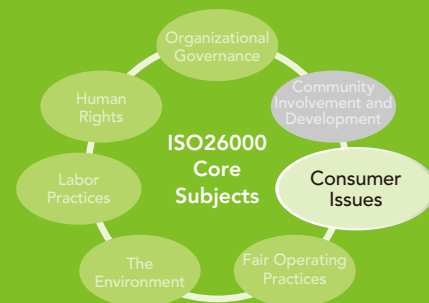 Organizational
Governance
Community
Involvement and
Development
Human
Rights
ISO26000
Core
Subjects
Consumer
Issues
Labor
Practices
The
Environment
Fair Operating
Practices